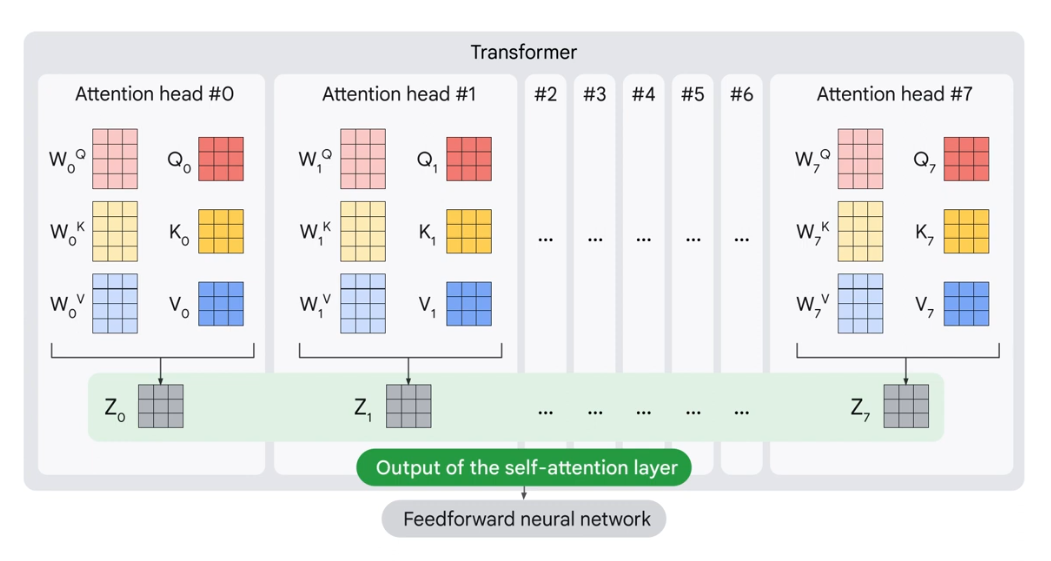 Transformer
Attention head #0
Attention head #1
#2
#3
#4
#5
#6
Attention head #7
W₀Q
Q₀
W₁Q
Q₁
W₇Q
Q₇
W₀K
K₀
W₁K
K₁
...
...
...
...
...
W₇K
K₇
W₀V
V₀
W₁V
V₁
W₇V
V₇
Z₀
Z₁
...
...
...
...
...
Z₇
Output of the self-attention layer
Feedforward neural network